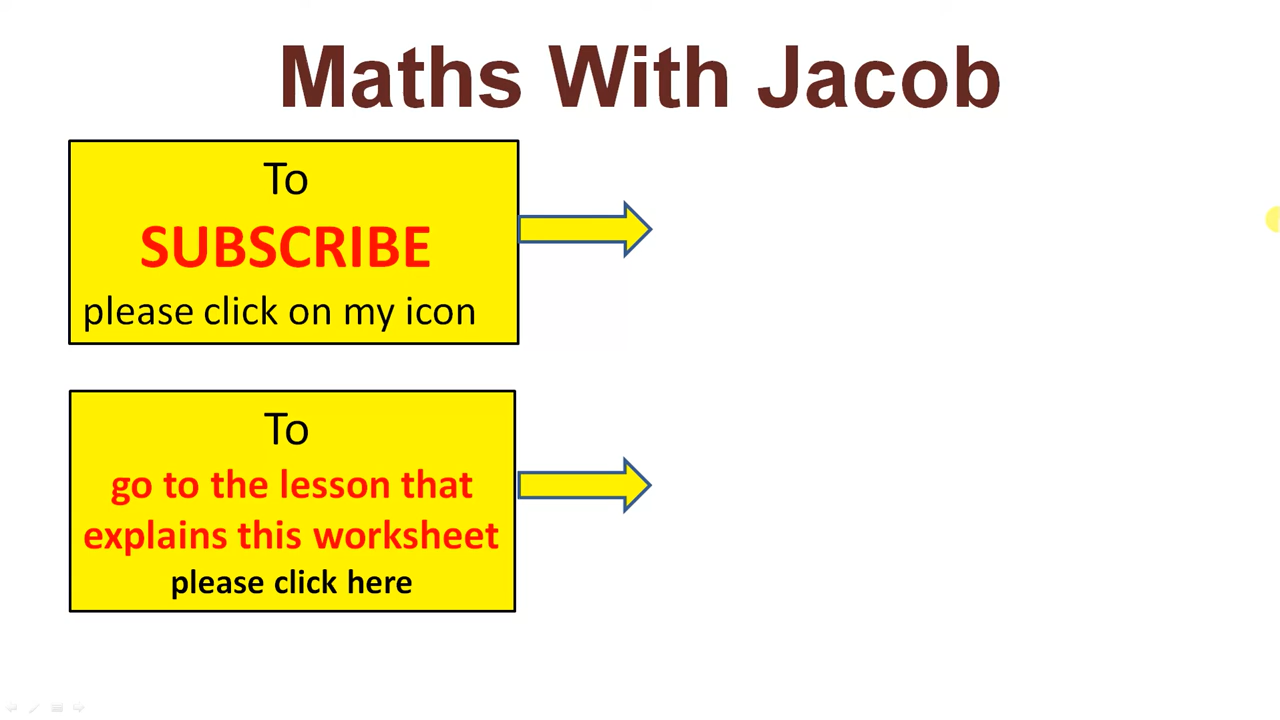 Maths With Jacob
To
SUBSCRIBE
please click on my icon
To
go to the lesson that
explains this worksheet
please click here